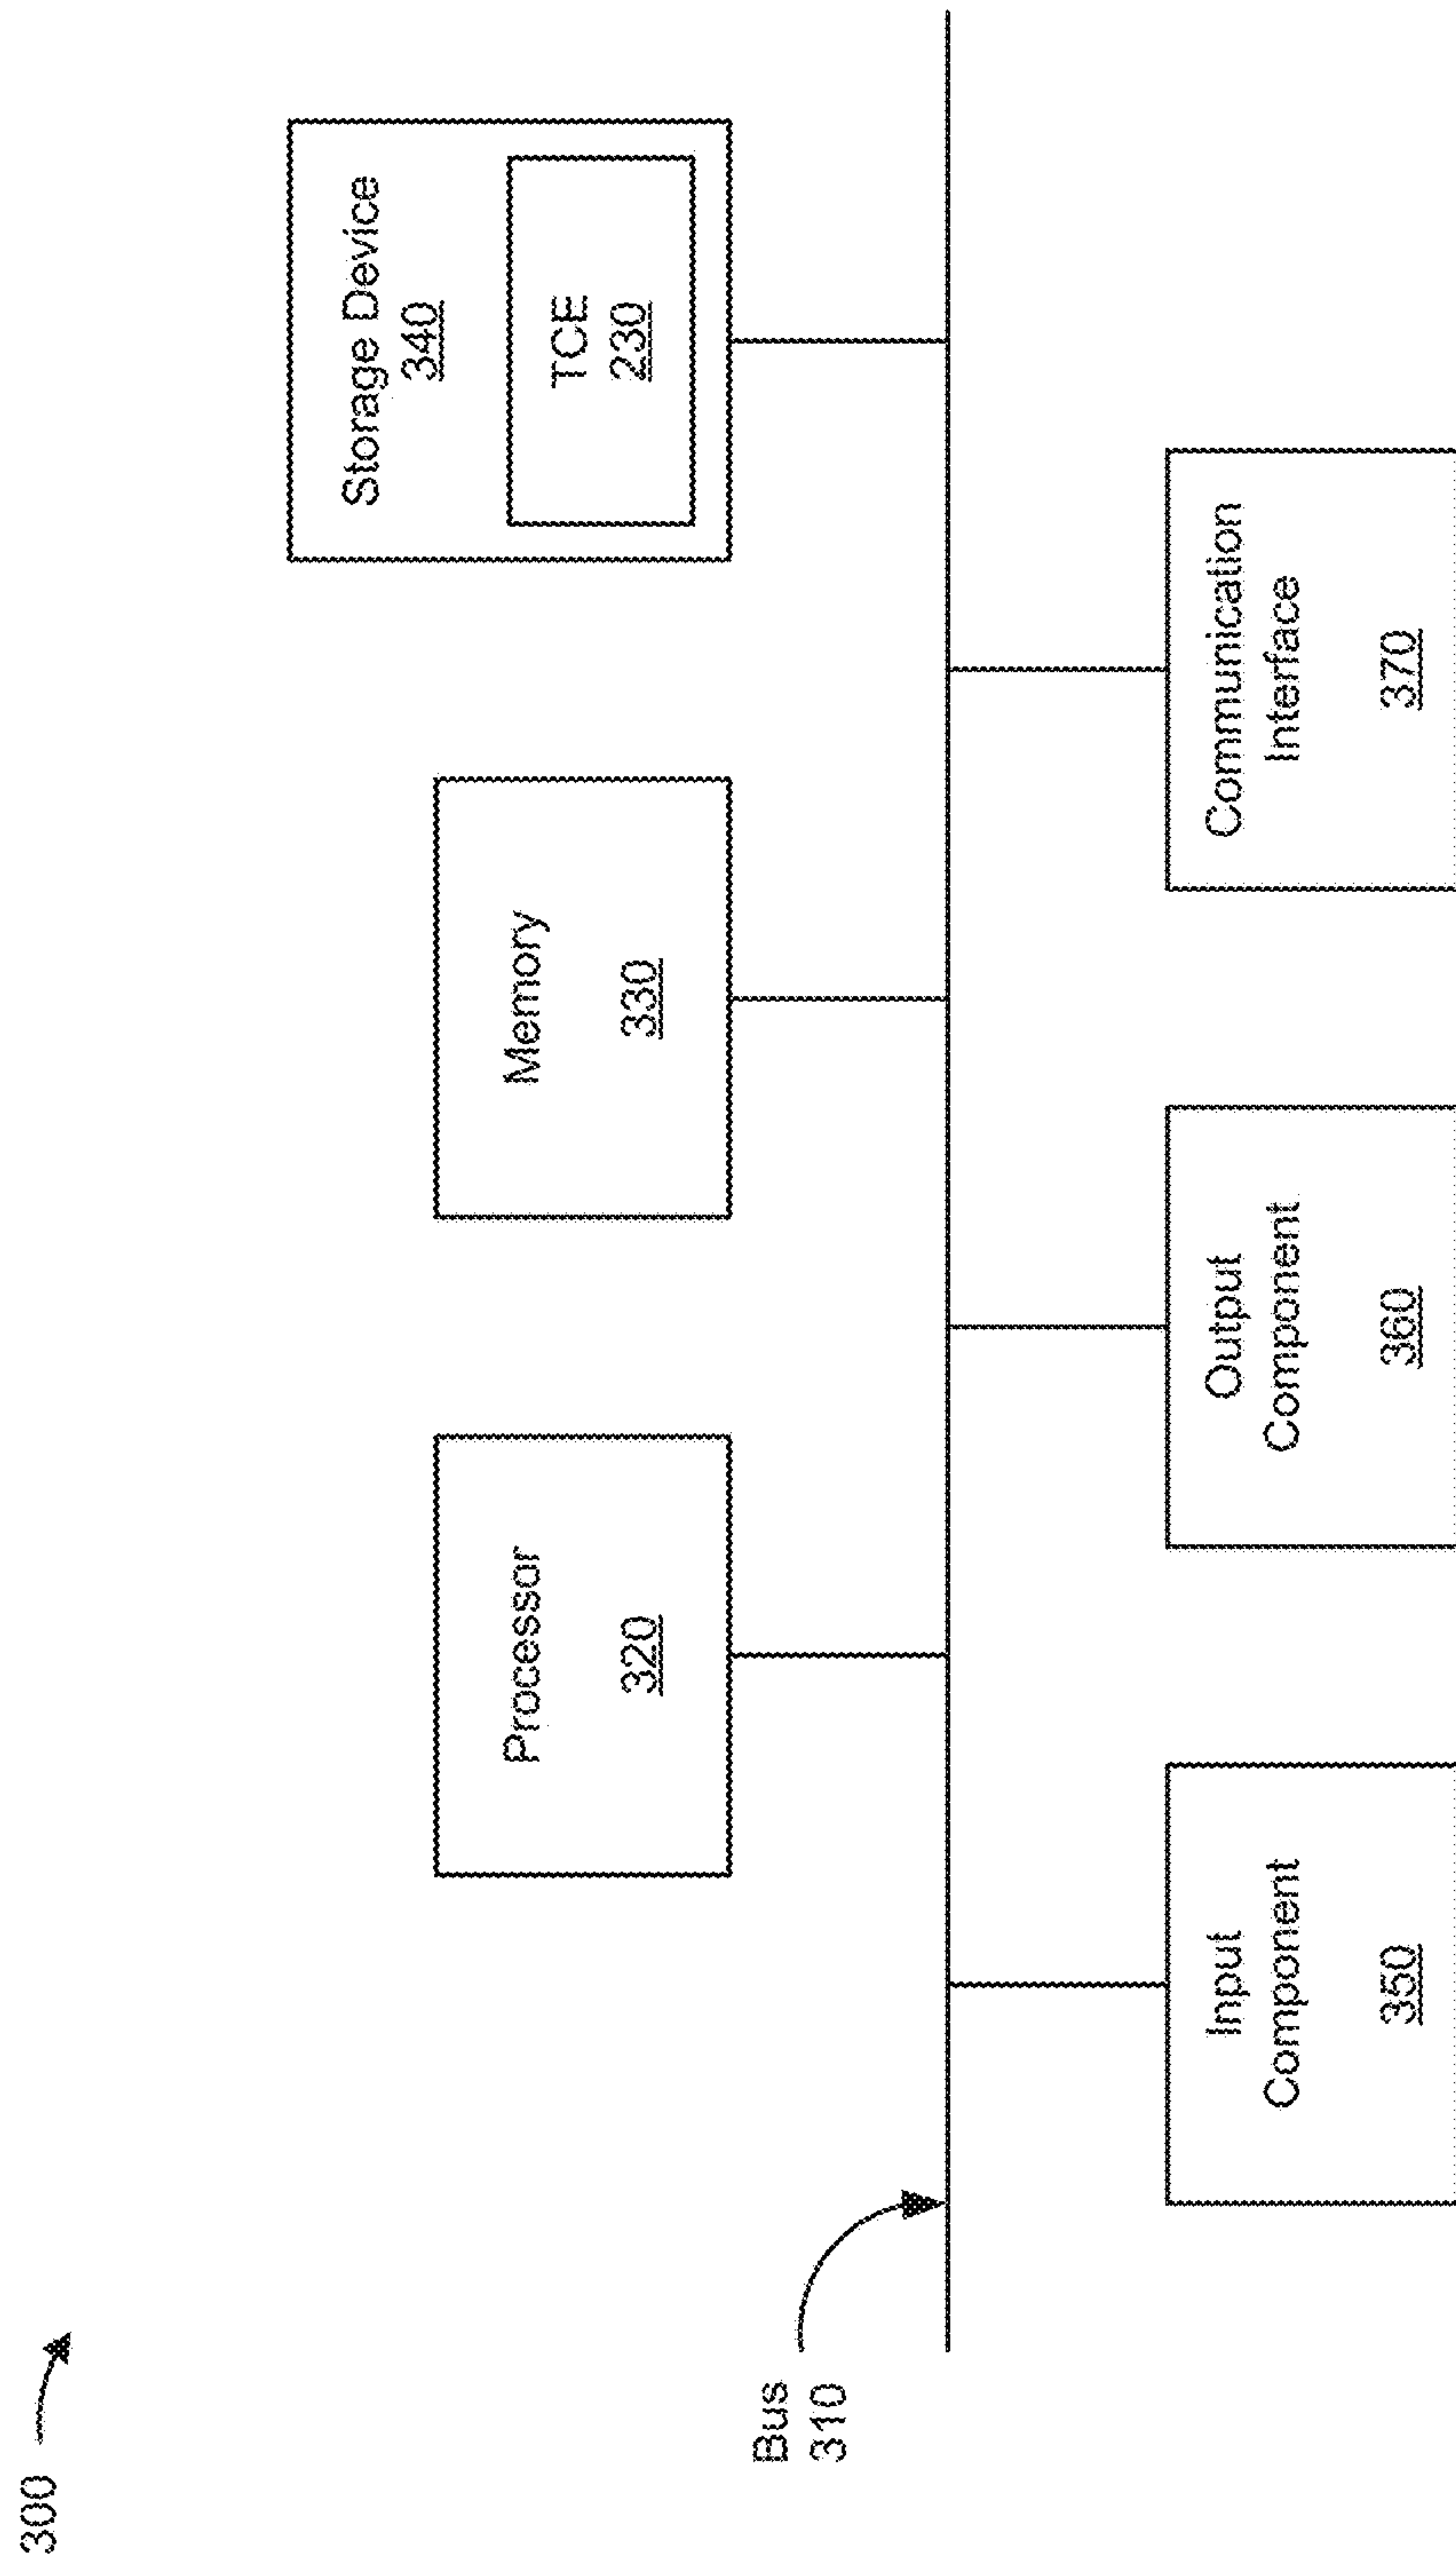 300
Bus
310
Processor
320
Memory
330
Storage Device
340
TCE
230
Input
Component
350
Output
Component
360
Communication
Interface
370